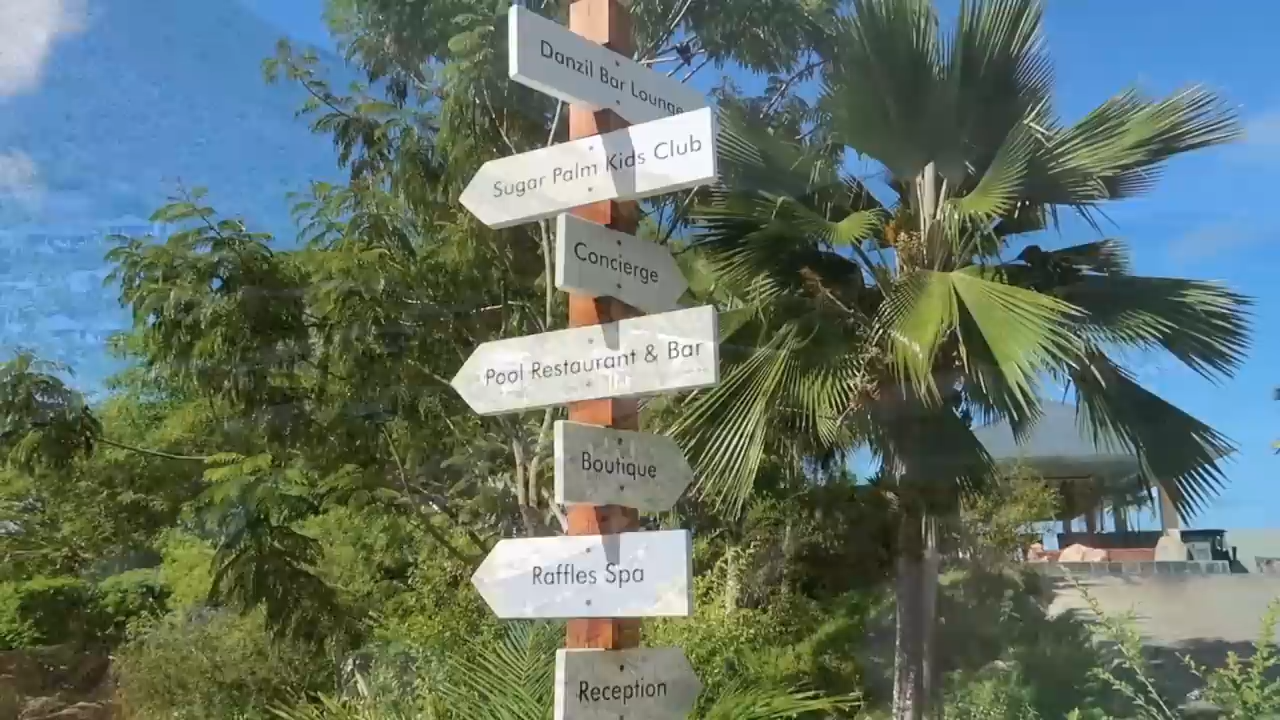 Danzil Bar Lounge
Sugar Palm Kids Club
Concierge
Pool Restaurant & Bar
Boutique
Raffles Spa
Reception